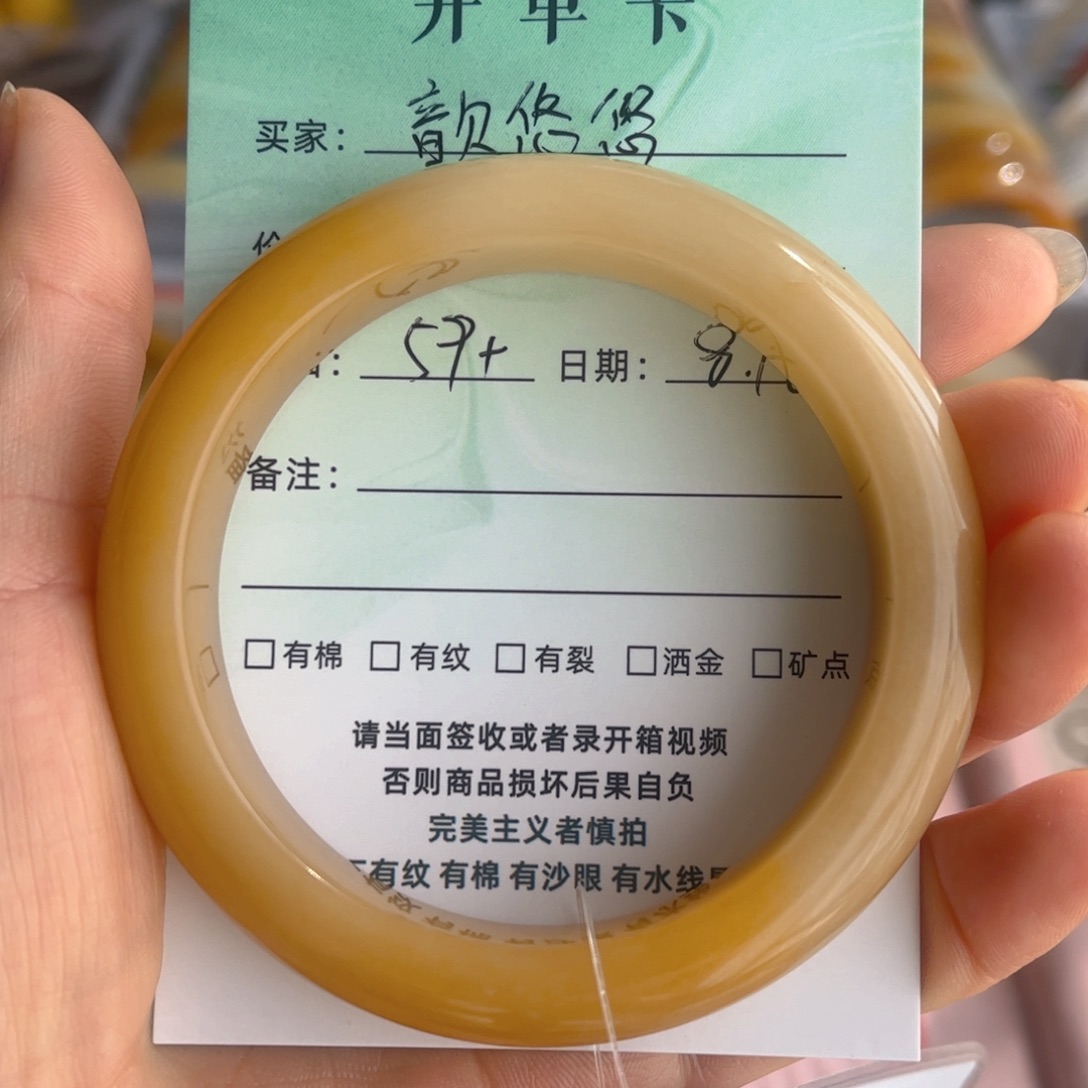 开单卡
买家：歆悠悠
价
：57+ 日期：8.1
备注：
□有棉 □有纹 □有裂 □洒金 □矿点
请当面签收或者录开箱视频
否则商品损坏后果自负
完美主义者慎拍
有纹 有棉 有沙眼 有水线